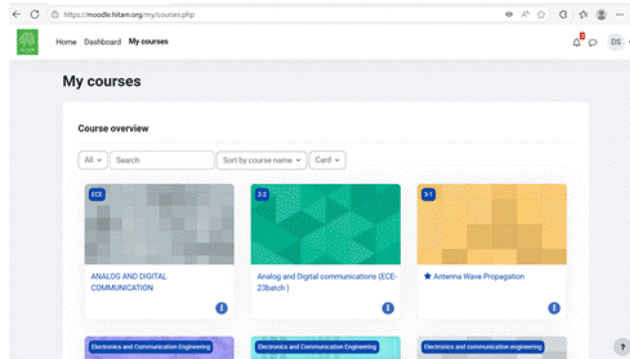 https://moodle.hitam.org/my/courses.php
Home Dashboard My courses
3
DS
My courses
Course overview
All Search Sort by course name Card
ECE
2-2
3-1
ANALOG AND DIGITAL
COMMUNICATION
Analog and Digital communications (ECE-
23batch )
Antenna Wave Propagation
Electronics and Communication Engineering
Electronics and Communication Engineering
Electronics and communication engineering
?